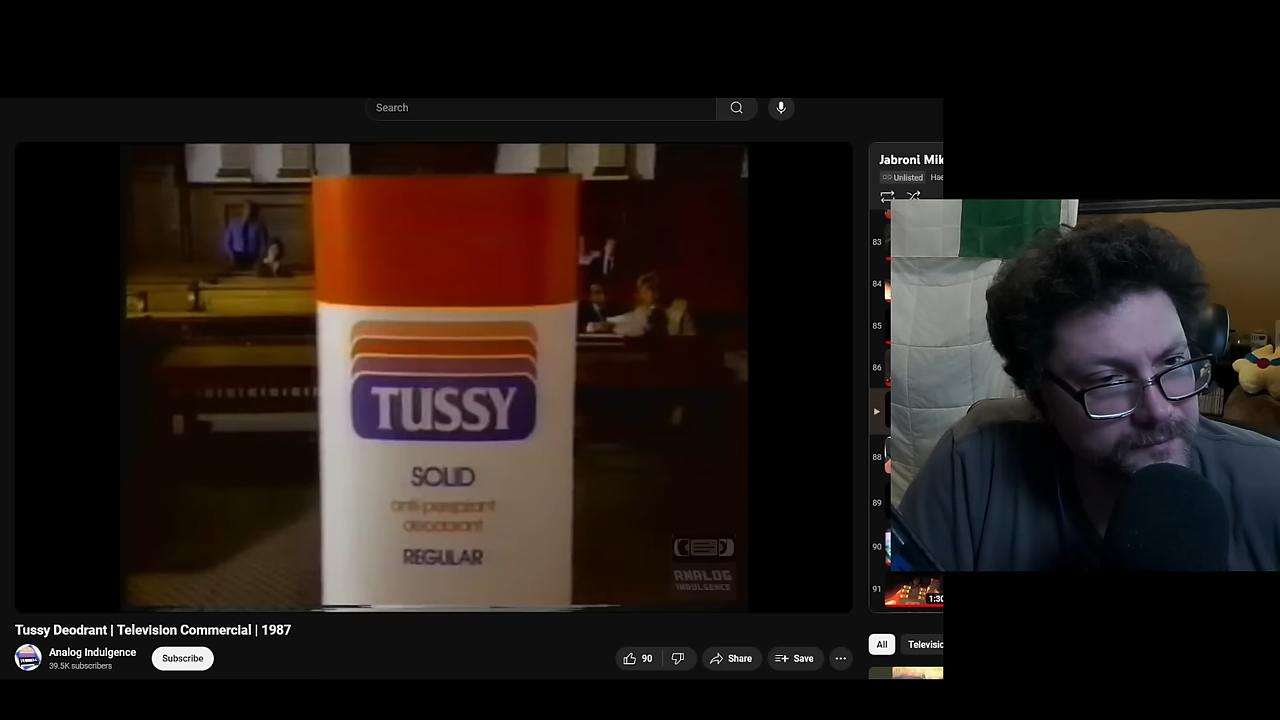 Search
TUSSY
SOLID
anti-perspirant
deodorant
REGULAR
ANALOG
INDULGENCE
Jabroni Mik
Unlisted
Hae
83
84
85
86
88
89
90
91
1:30
Tussy Deodrant | Television Commercial | 1987
Analog Indulgence
39.5K subscribers
Subscribe
90
Share
Save
All
Televisio